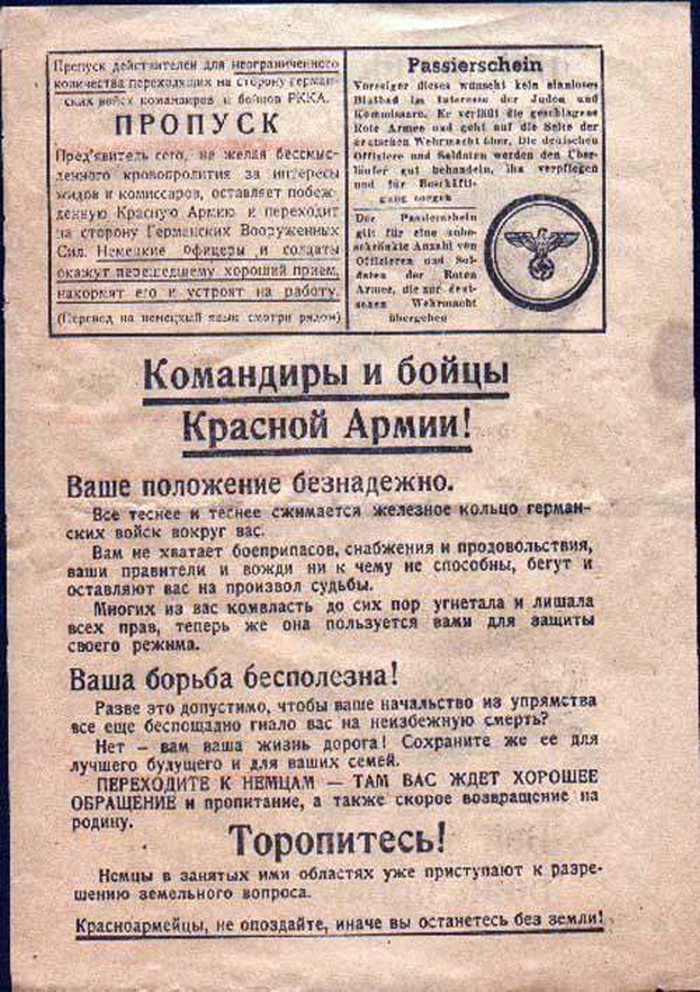 Пропуск действителен для неограниченного
количества переходящих на сторону герман-
ских войск командиров и бойцов РККА.
ПРОПУСК
Пред'явитель сего, не желая бессмыс-
ленного кровопролития за интересы
жидов и комиссаров, оставляет побеж-
денную Красную Армию и переходит
на сторону Германских Вооруженных
Сил. Немецкие офицеры и солдаты
окажут перешедшему хороший прием,
накормят его и устроят на работу.
(Перевод на немецкий язык смотри рядом)
Passierschein
Vorzeiger dieses wünscht kein sinnloses
Blutbad im Interesse der Juden und
Kommissare. Er verläßt die geschlagene
Rote Armee und geht auf die Seite der
deutschen Wehrmacht über. Die deutschen
Offiziere und Soldaten werden den Über-
läufer gut behandeln, ihn verpflegen
und für Beschäfti-
gung sorgen
Der Passierschein
gilt für eine unbe-
schränkte Anzahl von
Offizieren und Sol-
daten der Roten
Armee, die zur deut-
schen Wehrmacht
übergehen
Командиры и бойцы
Красной Армии!
Ваше положение безнадежно.
Все теснее и теснее сжимается железное кольцо герман-
ских войск вокруг вас.
Вам не хватает боеприпасов, снабжения и продовольствия,
ваши правители и вожди ни к чему не способны, бегут и
оставляют вас на произвол судьбы.
Многих из вас комвласть до сих пор угнетала и лишала
всех прав, теперь же она пользуется вами для защиты
своего режима.
Ваша борьба бесполезна!
Разве это допустимо, чтобы ваше начальство из упрямства
все еще беспощадно гнало вас на неизбежную смерть?
Нет – вам ваша жизнь дорога! Сохраните же ее для
лучшего будущего и для ваших семей.
ПЕРЕХОДИТЕ К НЕМЦАМ — ТАМ ВАС ЖДЕТ ХОРОШЕЕ
ОБРАЩЕНИЕ и пропитание, а также скорое возвращение на
родину.
Торопитесь!
Немцы в занятых ими областях уже приступают к разре-
шению земельного вопроса.
Красноармейцы, не опоздайте, иначе вы останетесь без земли!